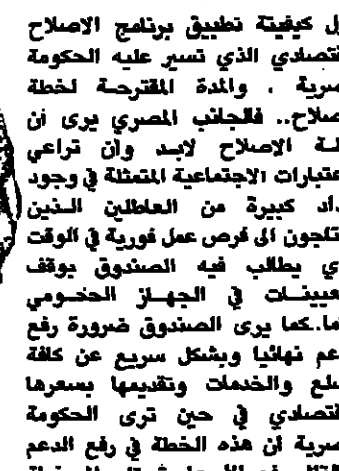 ل كيفيتة تطبيق برنامج الاصلاح
قتصادي الذي تسير عليه الحكومة
صرية ، والمدة المقترحة لخطة
صلاح.. فالجانب المصري يرى ان
لة الاصلاح لابد وان تراعي
عتبارات الاجتماعية المتمثلة في وجود
داد كبيرة من العاطلين الذين
تاجون الى فرص عمل فورية في الوقت
ي يطالب فيه الصندوق بوقف
عيينات في الجهاز الحكومي
اما..كما يرى الصندوق ضرورة رفع
عم نهائيا وبشكل سريع عن كافة
سلع والخدمات وتقديمها بسعرها
قتصادي في حين ترى الحكومة
صرية ان هذه الخطة في رفع الدعم